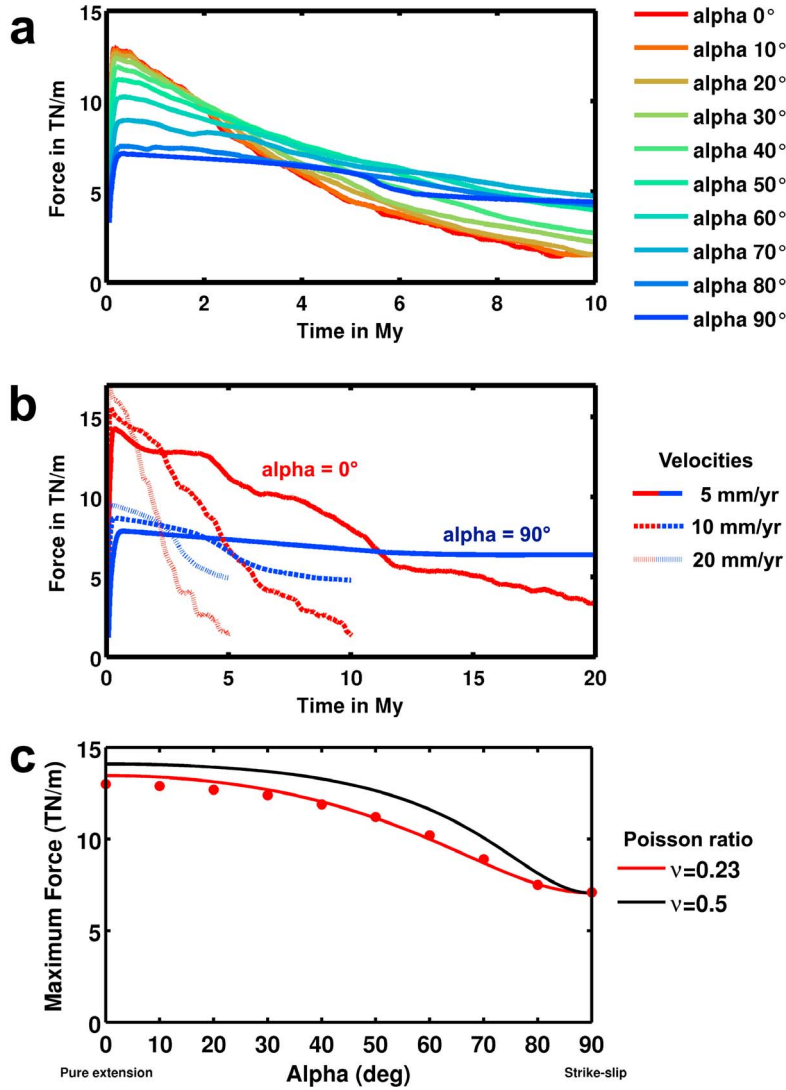 a
15
10
5
0
Force in TN/m
0 2 4 6 8 10
Time in My
alpha 0°
alpha 10°
alpha 20°
alpha 30°
alpha 40°
alpha 50°
alpha 60°
alpha 70°
alpha 80°
alpha 90°
b
15
10
5
0
Force in TN/m
alpha = 0°
alpha = 90°
0 5 10 15 20
Time in My
Velocities
5 mm/yr
10 mm/yr
20 mm/yr
c
15
10
5
0
Maximum Force (TN/m)
0 10 20 30 40 50 60 70 80 90
Pure extension
Alpha (deg)
Strike-slip
Poisson ratio
ν=0.23
ν=0.5